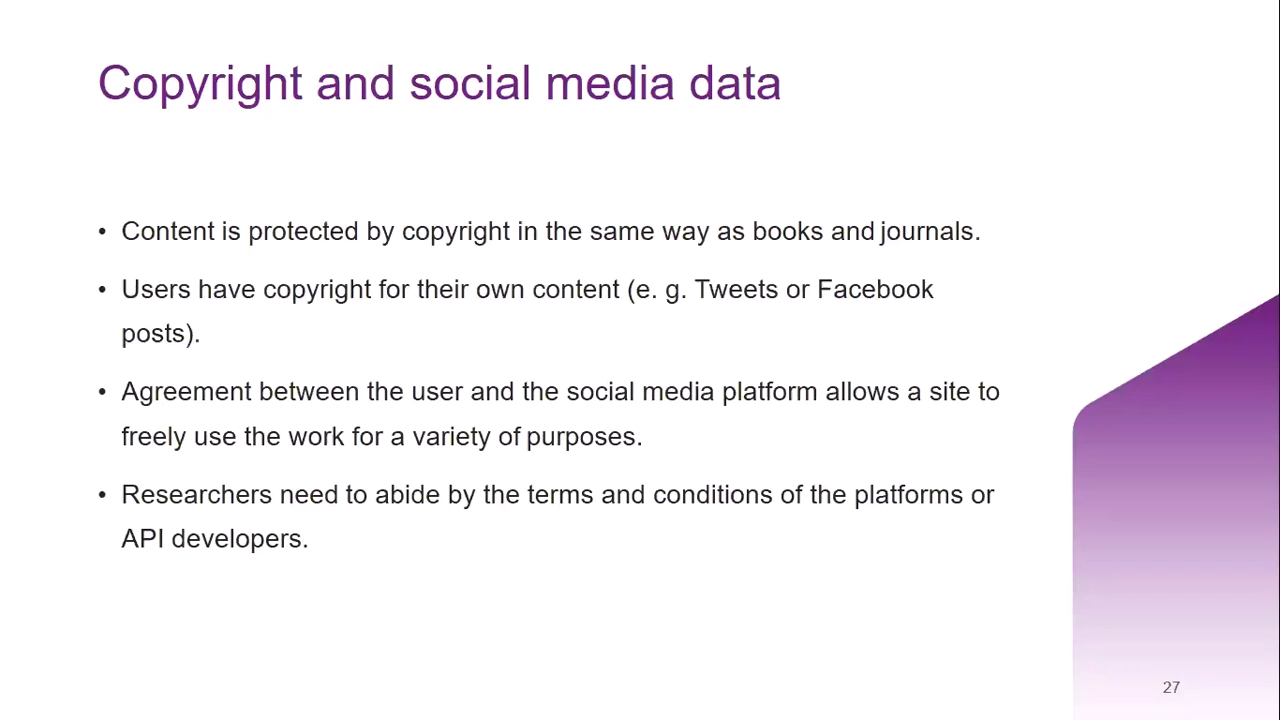 Copyright and social media data
• Content is protected by copyright in the same way as books and journals.
• Users have copyright for their own content (e. g. Tweets or Facebook
posts).
• Agreement between the user and the social media platform allows a site to
freely use the work for a variety of purposes.
• Researchers need to abide by the terms and conditions of the platforms or
API developers.
27